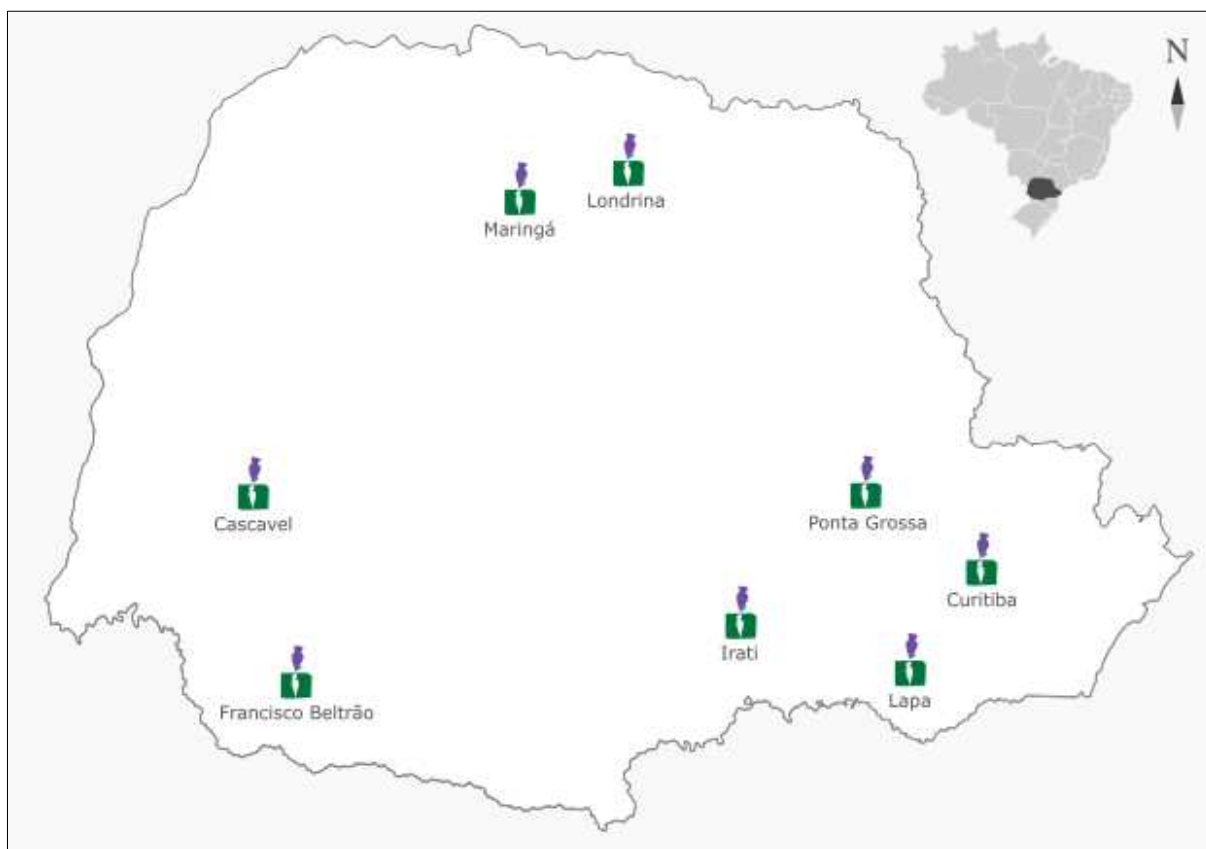 N
Londrina
Maringá
Cascavel
Ponta Grossa
Curitiba
Irati
Lapa
Francisco Beltrão